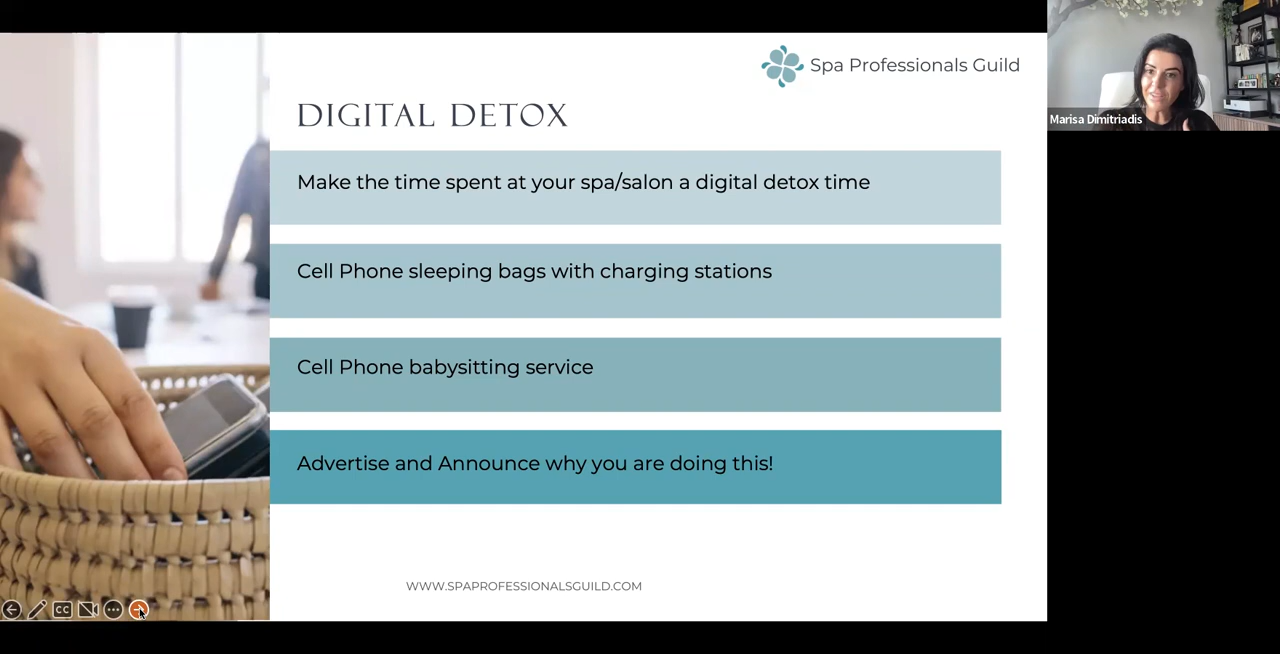 Spa Professionals Guild
Marisa Dimitriadis
DIGITAL DETOX
Make the time spent at your spa/salon a digital detox time
Cell Phone sleeping bags with charging stations
Cell Phone babysitting service
Advertise and Announce why you are doing this!
WWW.SPAPROFESSIONALSGUILD.COM
CC